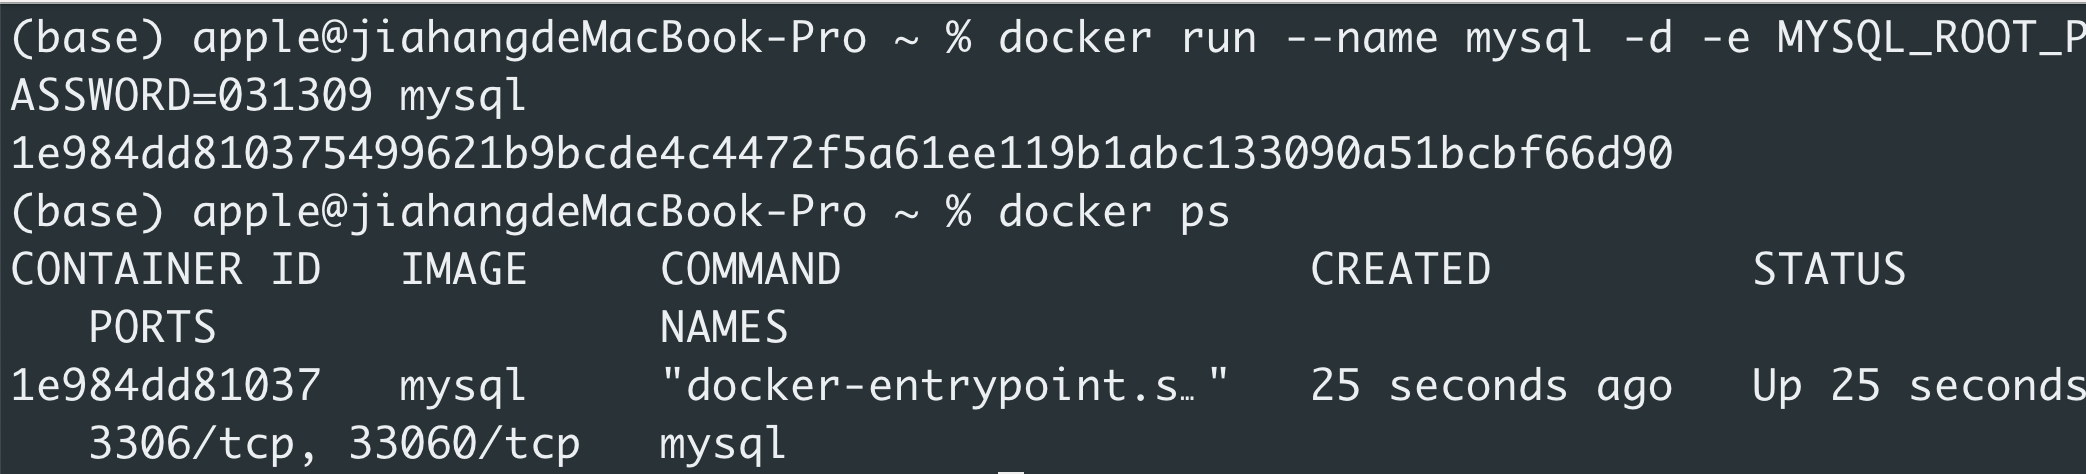 (base) apple@jiahangdeMacBook-Pro ~ % docker run --name mysql -d -e MYSQL_ROOT_P
ASSWORD=031309 mysql
1e984dd810375499621b9bcde4c4472f5a61ee119b1abc133090a51bcbf66d90
(base) apple@jiahangdeMacBook-Pro ~ % docker ps
CONTAINER ID   IMAGE     COMMAND                  CREATED          STATUS
   PORTS                 NAMES
1e984dd81037   mysql     "docker-entrypoint.s…"   25 seconds ago   Up 25 seconds
   3306/tcp, 33060/tcp   mysql